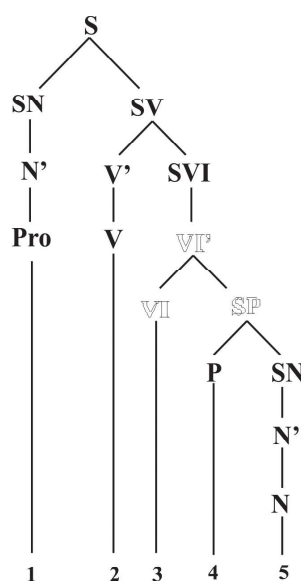 S
SN SV
N' V' SVI
Pro V VI'
VI SP
P SN
N'
N
1 2 3 4 5